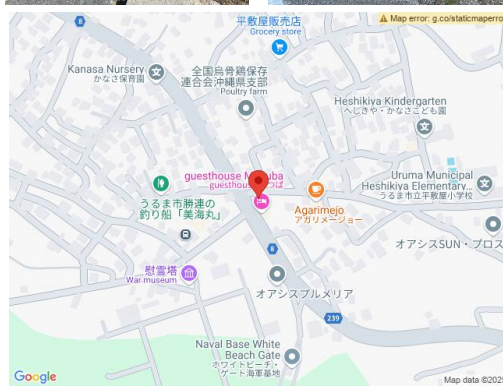 平敷屋販売店
Grocery store
Map error: g.co/staticmaperro
8
Kanasa Nursery
かなさ保育園
全国烏骨鶏保存
連合会沖縄県支部
Poultry farm
Heshikiya Kindergarten
へしきや・かなさこども園
guesthouse
guesthouse
つば
Uruma Municipal
Heshikiya Elementary...
うるま市立平敷屋小学校
うるま市勝連の
釣り船「美海丸」
Agarimejo
アガリメージョー
オアシスSUN・プロス
8
慰霊塔
War museum
オアシスプルメリア
239
8
Naval Base White
Beach Gate
ホワイトビーチ・
ゲート海軍基地
Google
Map data ©202